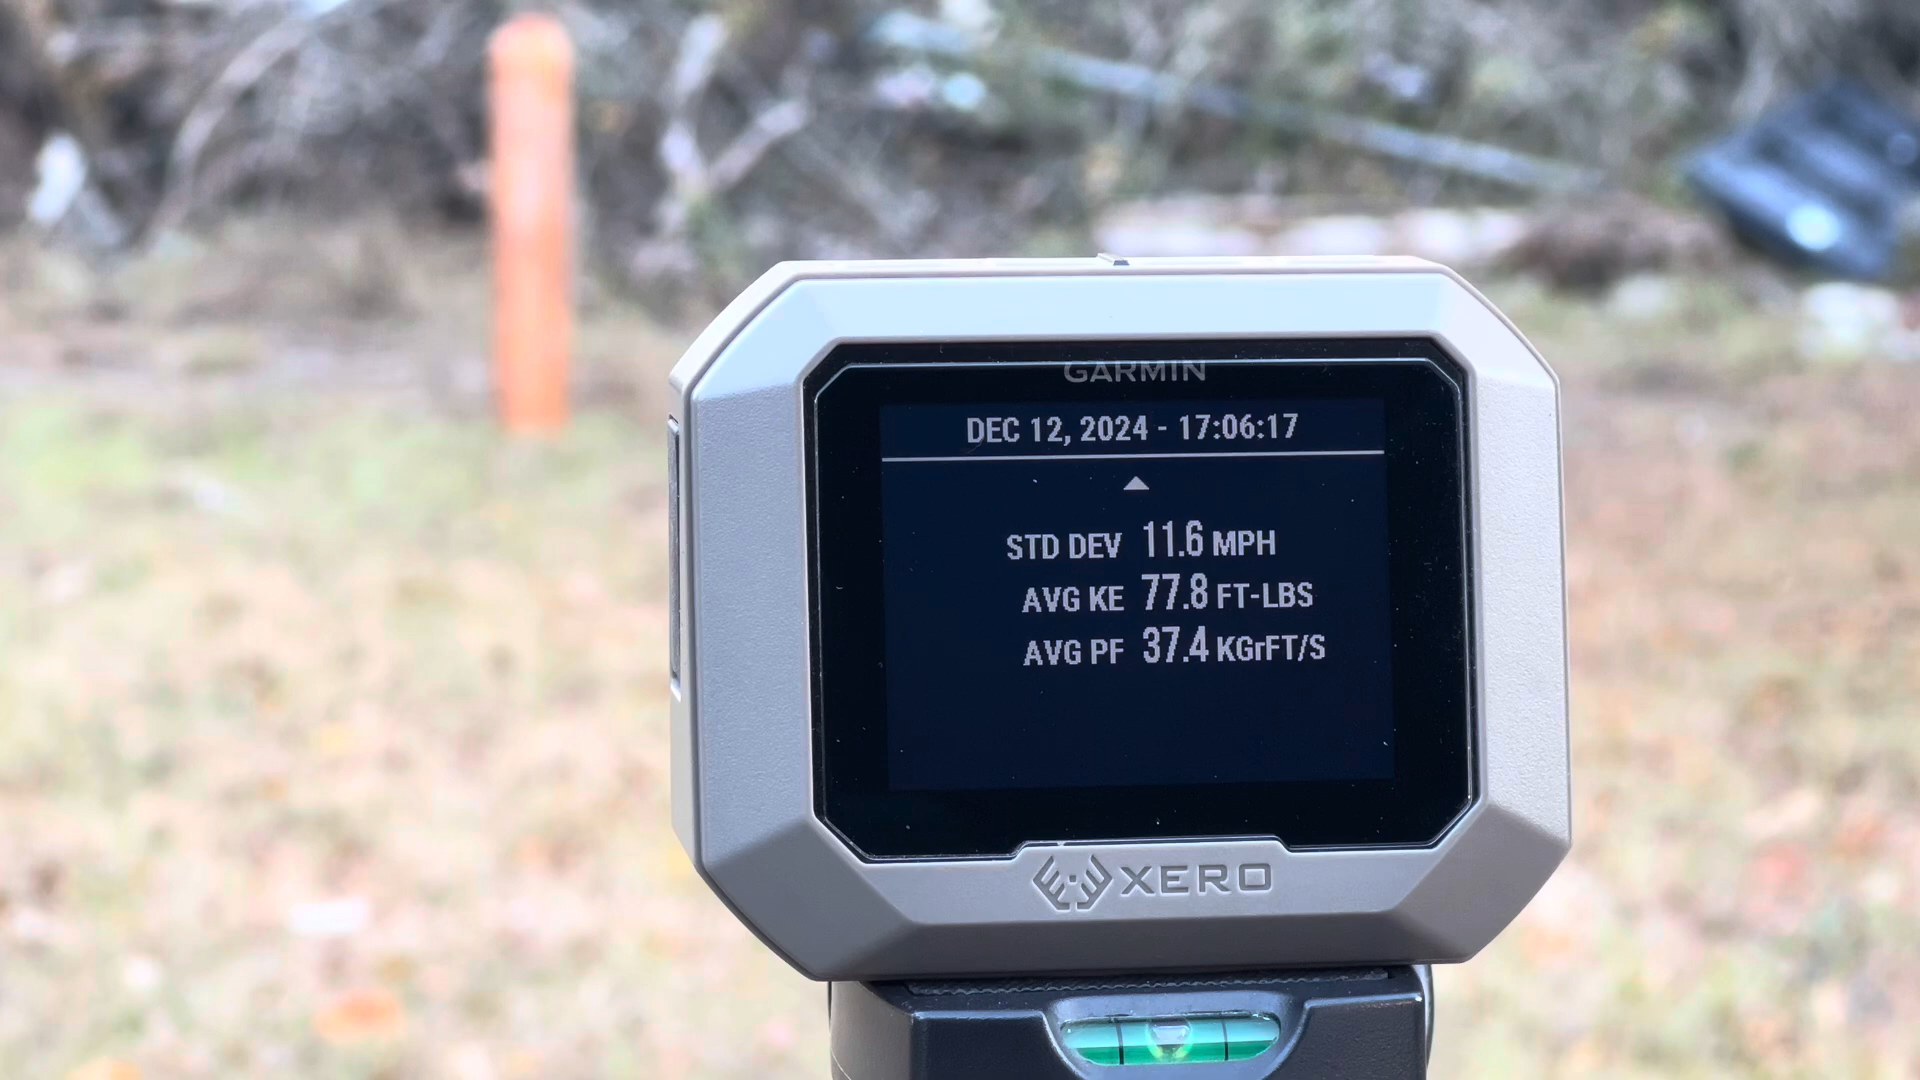 GARMIN
DEC 12, 2024 - 17:06:17
STD DEV 11.6 MPH
AVG KE 77.8 FT-LBS
AVG PF 37.4 KGrFT/S
XERO